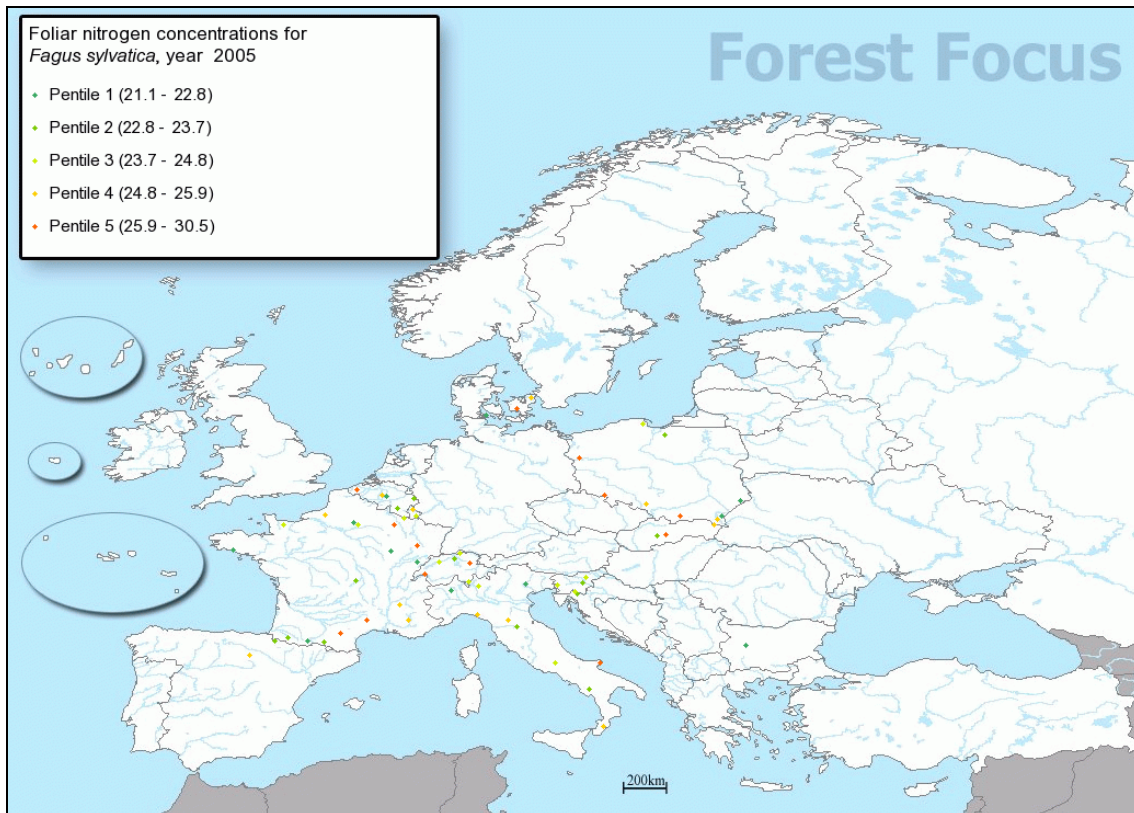 Foliar nitrogen concentrations for
Fagus sylvatica, year 2005
Pentile 1 (21.1 - 22.8)
Pentile 2 (22.8 - 23.7)
Pentile 3 (23.7 - 24.8)
Pentile 4 (24.8 - 25.9)
Pentile 5 (25.9 - 30.5)
Forest Focus
200km